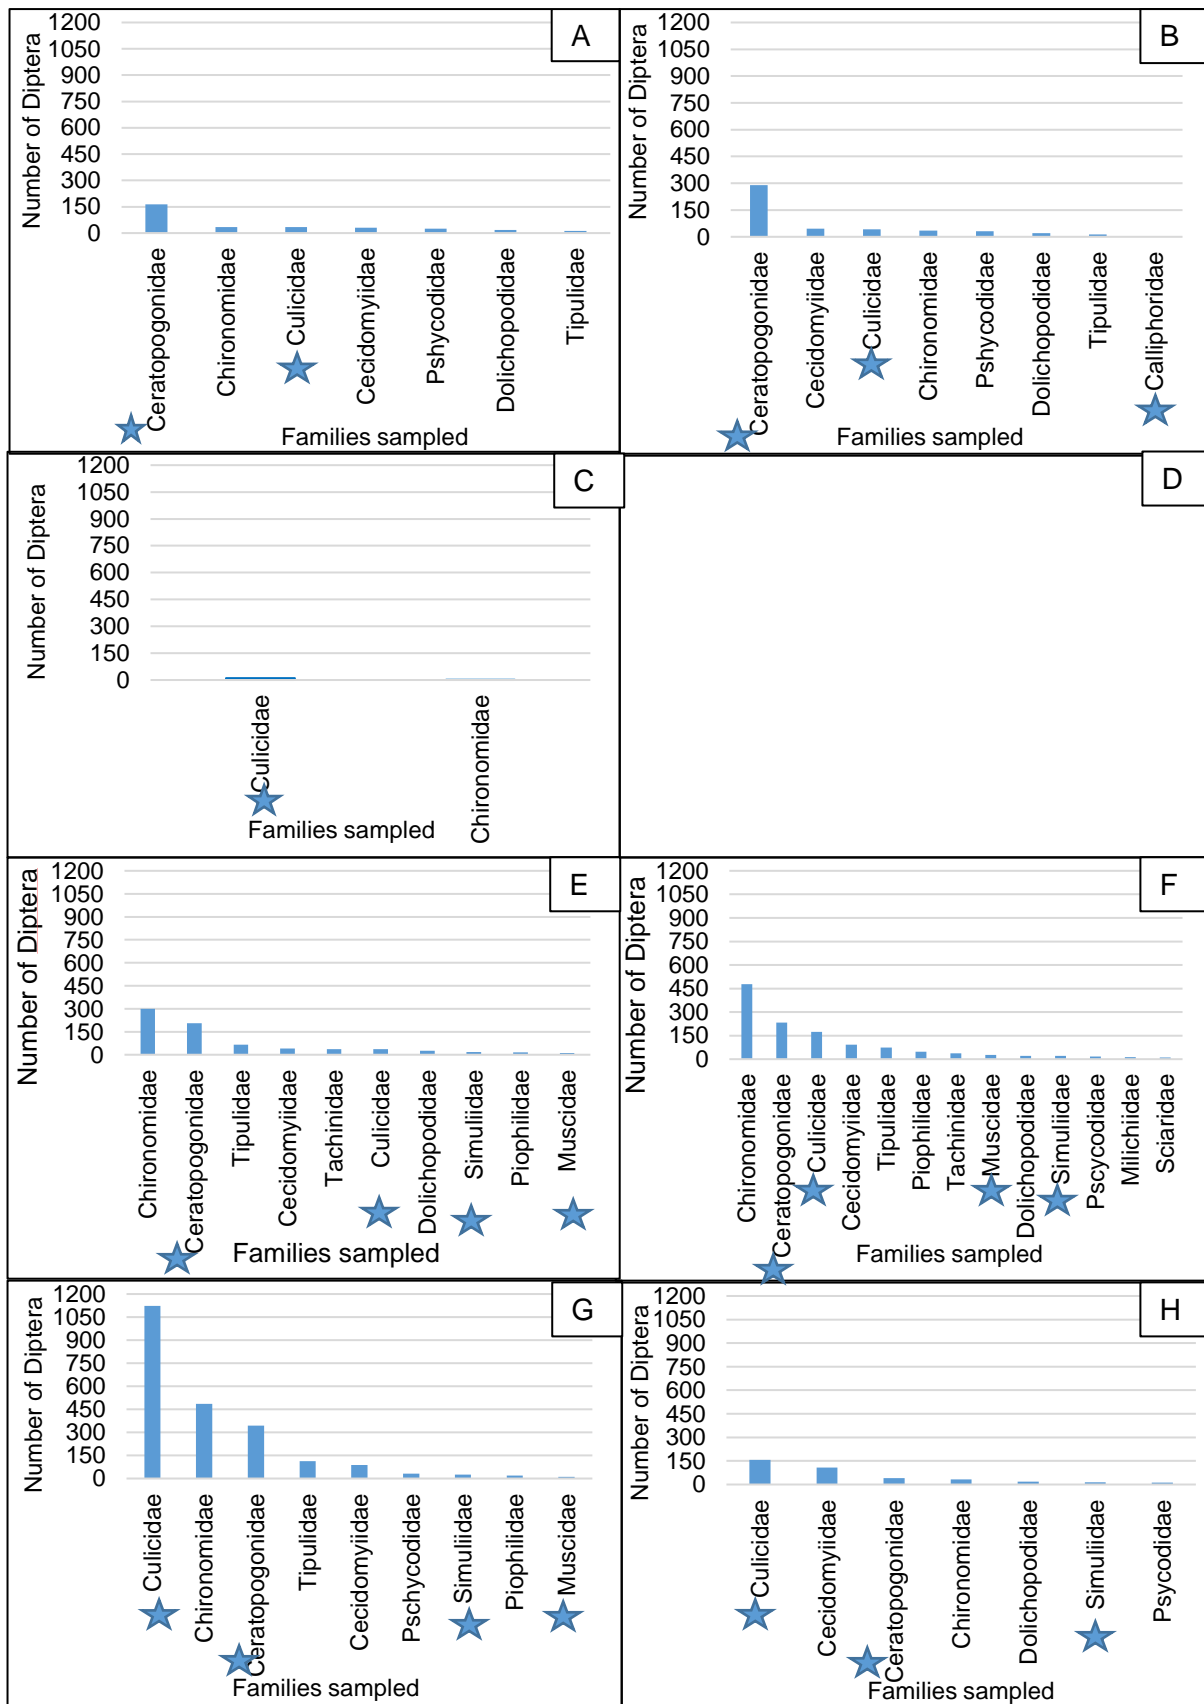 A
Number of Diptera
1200
1050
900
750
600
450
300
150
0
Ceratopogonidae
Chironomidae
Culicidae
Cecidomyiidae
Pshycodidae
Dolichopodidae
Tipulidae
Families sampled
B
Number of Diptera
1200
1050
900
750
600
450
300
150
0
Ceratopogonidae
Cecidomyiidae
Culicidae
Chironomidae
Pshycodidae
Dolichopodidae
Tipulidae
Calliphoridae
Families sampled
C
Number of Diptera
1200
1050
900
750
600
450
300
150
0
Culicidae
Chironomidae
Families sampled
D
E
Number of Diptera
1200
1050
900
750
600
450
300
150
0
Chironomidae
Ceratopogonidae
Tipulidae
Cecidomyiidae
Tachinidae
Culicidae
Dolichopodidae
Simuliidae
Piophilidae
Muscidae
Families sampled
F
Number of Diptera
1200
1050
900
750
600
450
300
150
0
Chironomidae
Ceratopogonidae
Culicidae
Cecidomyiidae
Tipulidae
Piophilidae
Tachinidae
Muscidae
Dolichopodidae
Simuliidae
Pscycodidae
Milichiidae
Sciaridae
Families sampled
G
Number of Diptera
1200
1050
900
750
600
450
300
150
0
Culicidae
Chironomidae
Ceratopogonidae
Tipulidae
Cecidomyiidae
Pschycodidae
Simuliidae
Piophilidae
Muscidae
Families sampled
H
Number of Diptera
1200
1050
900
750
600
450
300
150
0
Culicidae
Cecidomyiidae
Ceratopogonidae
Chironomidae
Dolichopodidae
Simuliidae
Psycodidae
Families sampled